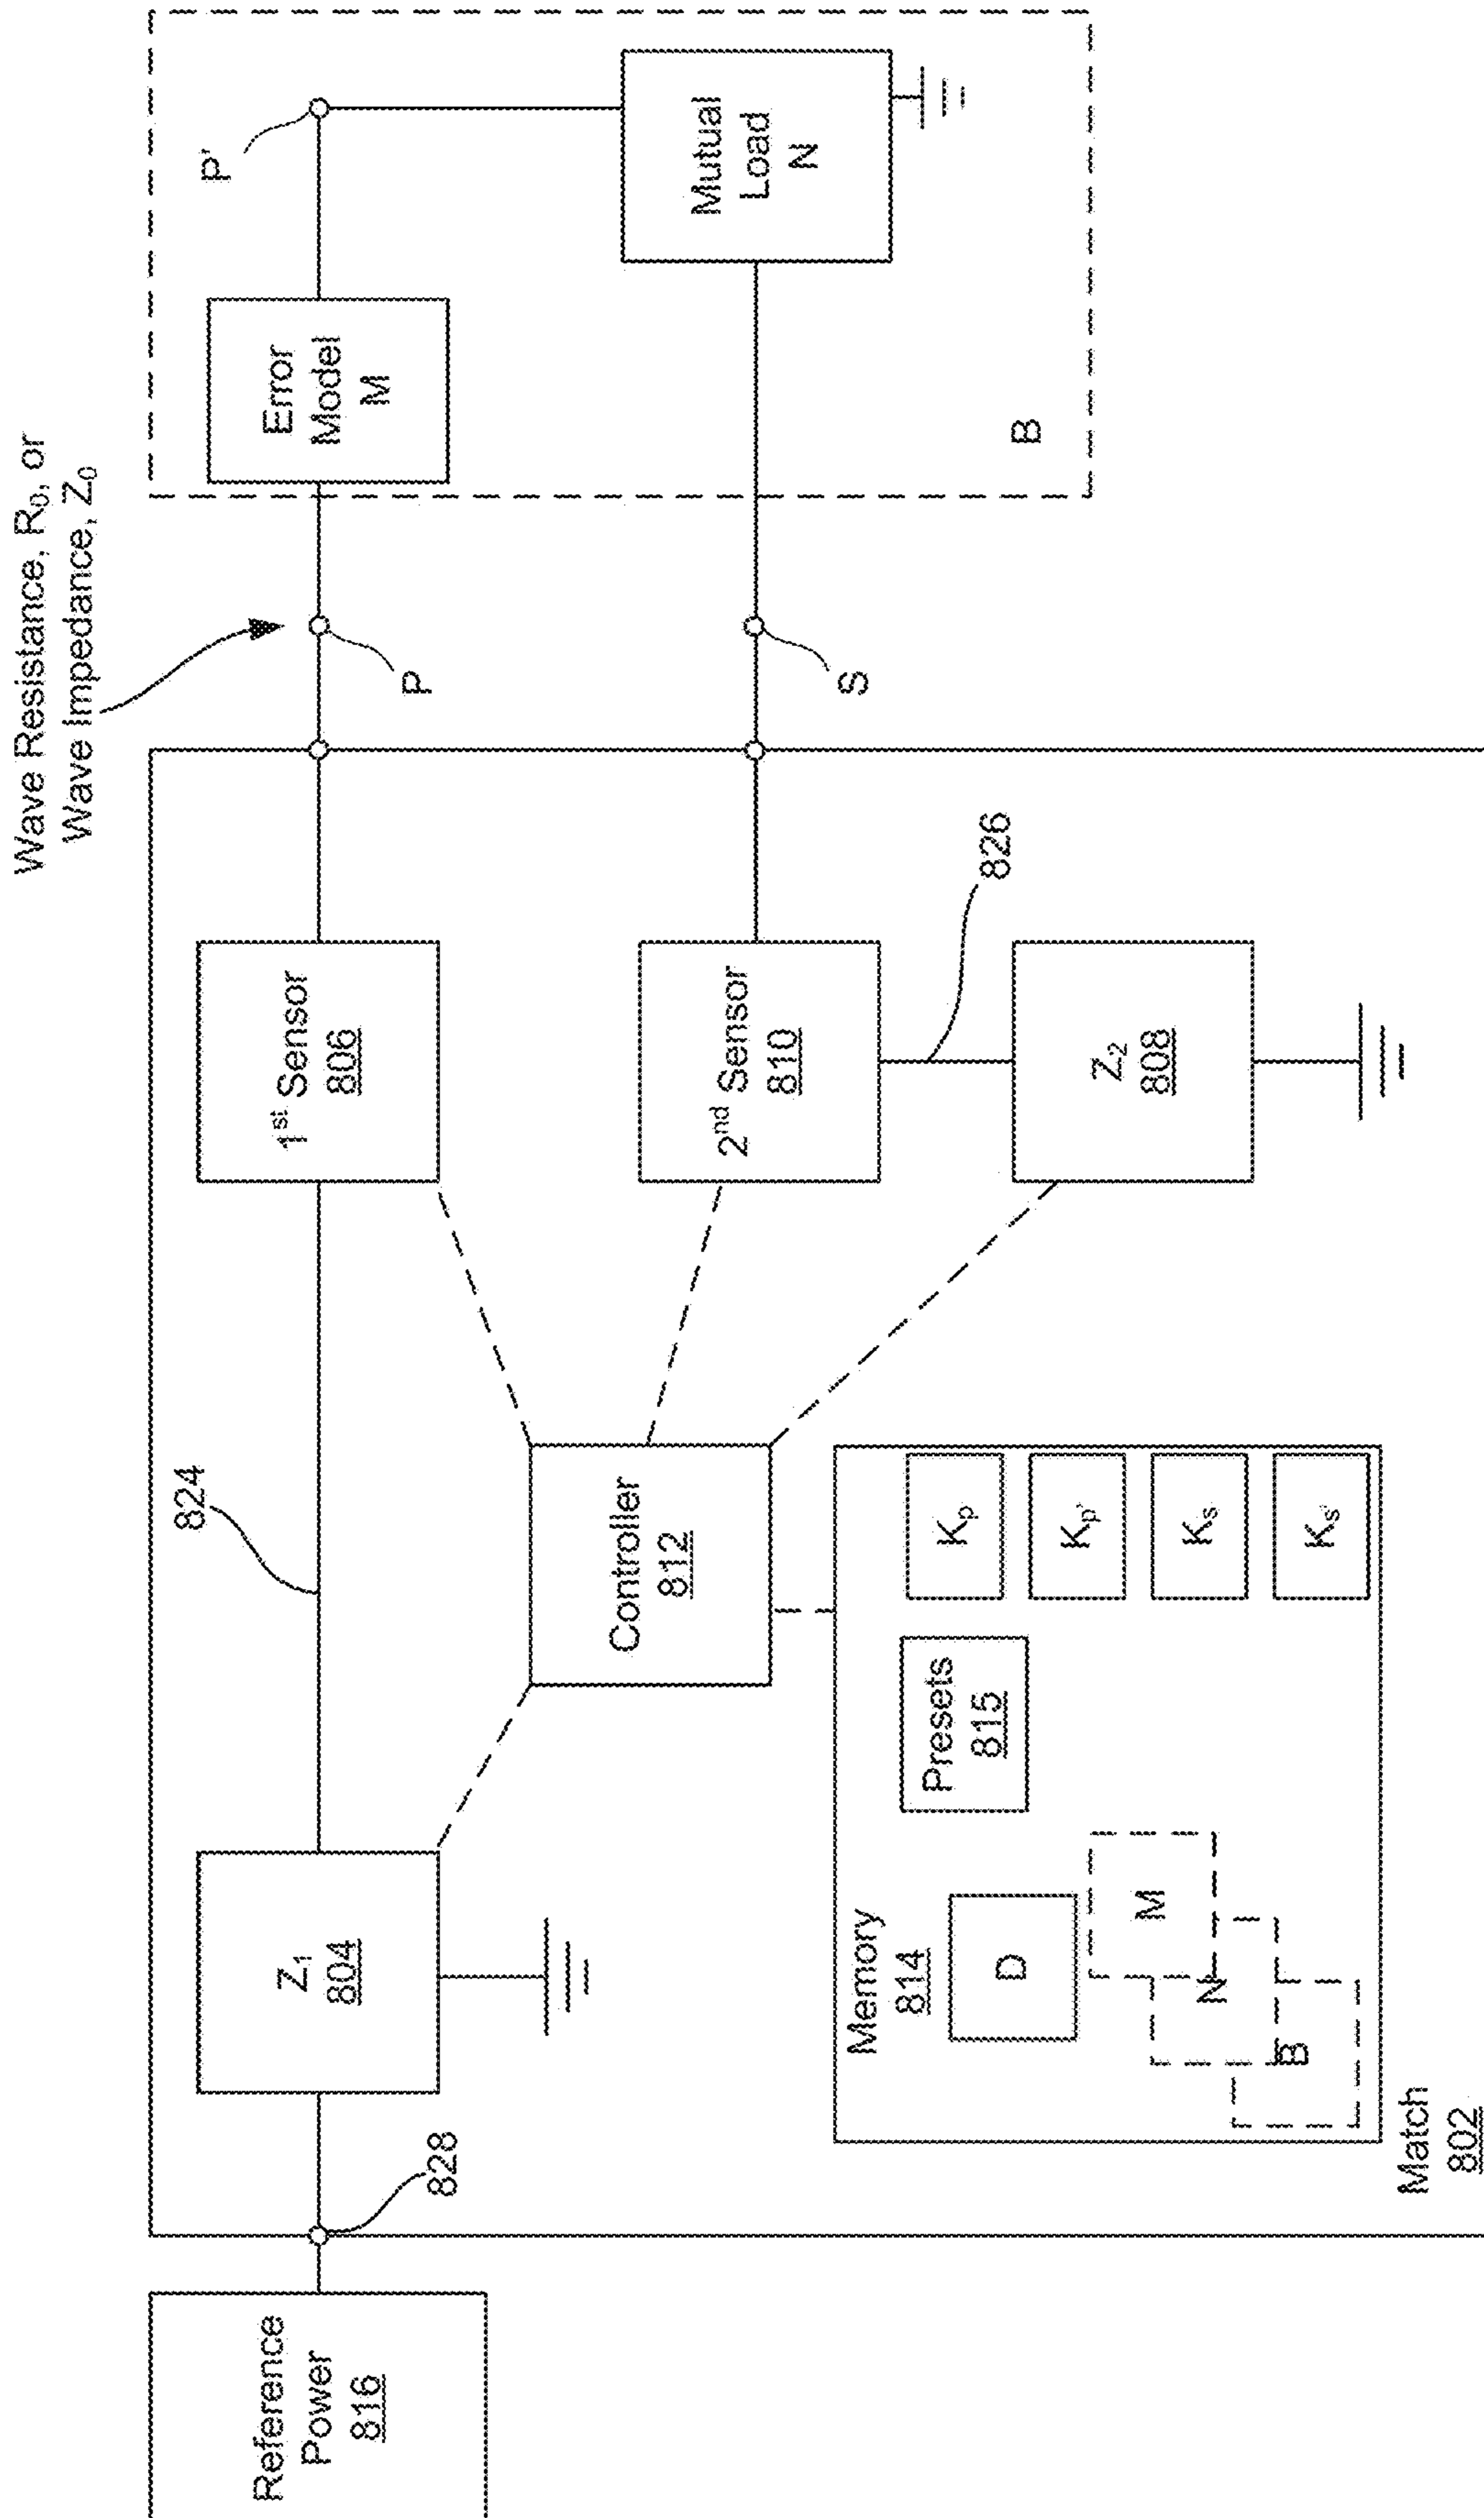 Wave Resistance, R₀, or
Wave Impedance, Z₀
Reference
Power
816
828
Z₁
804
824
1st Sensor
806
P
Error
Model
M
P'
Controller
812
2nd Sensor
810
826
Z₂
808
S
Mutual
Load
N
B
Memory
814
D
M
N
B
Presets
815
Kp
Kp'
Ks
Ks'
Match
802